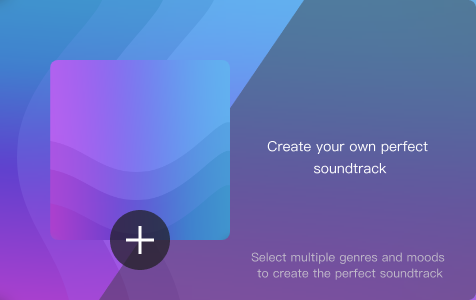 Create your own perfect
soundtrack
Select multiple genres and moods
to create the perfect soundtrack